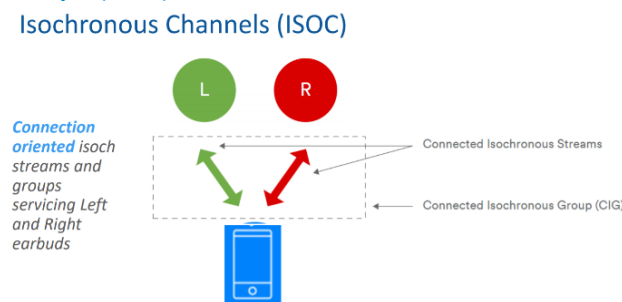 Isochronous Channels (ISOC)
L
R
Connection
oriented isoch
streams and
groups
servicing Left
and Right
earbuds
Connected Isochronous Streams
Connected Isochronous Group (CIG)